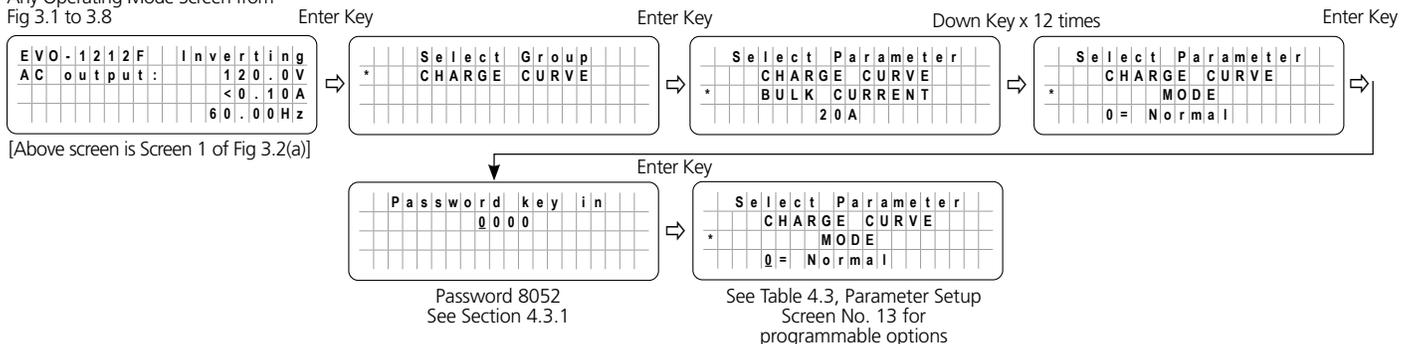 Any Operating Mode Screen from
Fig 3.1 to 3.8
Enter Key
Enter Key
Down Key x 12 times
Enter Key
EVO-1212F Inverting
AC output: 120.0V
<0.10A
60.00Hz
[Above screen is Screen 1 of Fig 3.2(a)]
Select Group
* CHARGE CURVE
Select Parameter
CHARGE CURVE
* BULK CURRENT
20A
Select Parameter
CHARGE CURVE
* MODE
0= Normal
Enter Key
Password key in
0000
Password 8052
See Section 4.3.1
Select Parameter
CHARGE CURVE
* MODE
0= Normal
See Table 4.3, Parameter Setup
Screen No. 13 for
programmable options